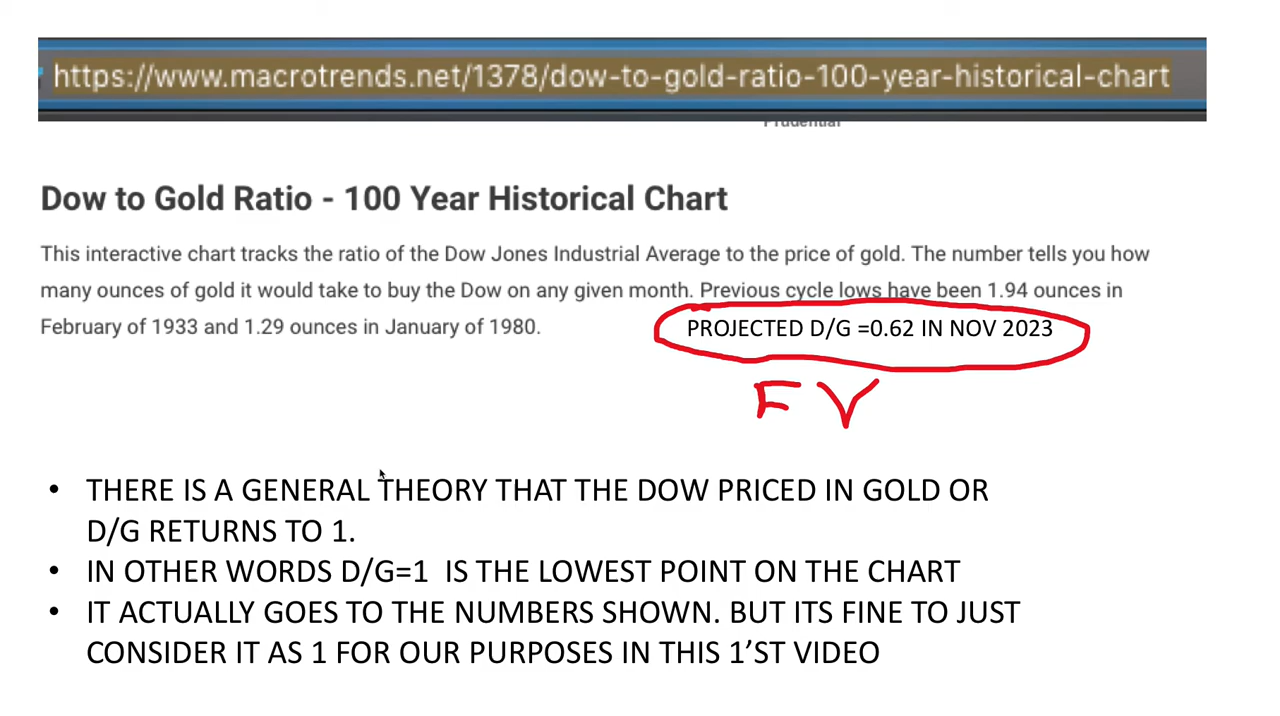 https://www.macrotrends.net/1378/dow-to-gold-ratio-100-year-historical-chart
Prudential
Dow to Gold Ratio - 100 Year Historical Chart
This interactive chart tracks the ratio of the Dow Jones Industrial Average to the price of gold. The number tells you how
many ounces of gold it would take to buy the Dow on any given month. Previous cycle lows have been 1.94 ounces in
February of 1933 and 1.29 ounces in January of 1980.
PROJECTED D/G =0.62 IN NOV 2023
FV
• THERE IS A GENERAL THEORY THAT THE DOW PRICED IN GOLD OR
D/G RETURNS TO 1.
• IN OTHER WORDS D/G=1 IS THE LOWEST POINT ON THE CHART
• IT ACTUALLY GOES TO THE NUMBERS SHOWN. BUT ITS FINE TO JUST
CONSIDER IT AS 1 FOR OUR PURPOSES IN THIS 1’ST VIDEO